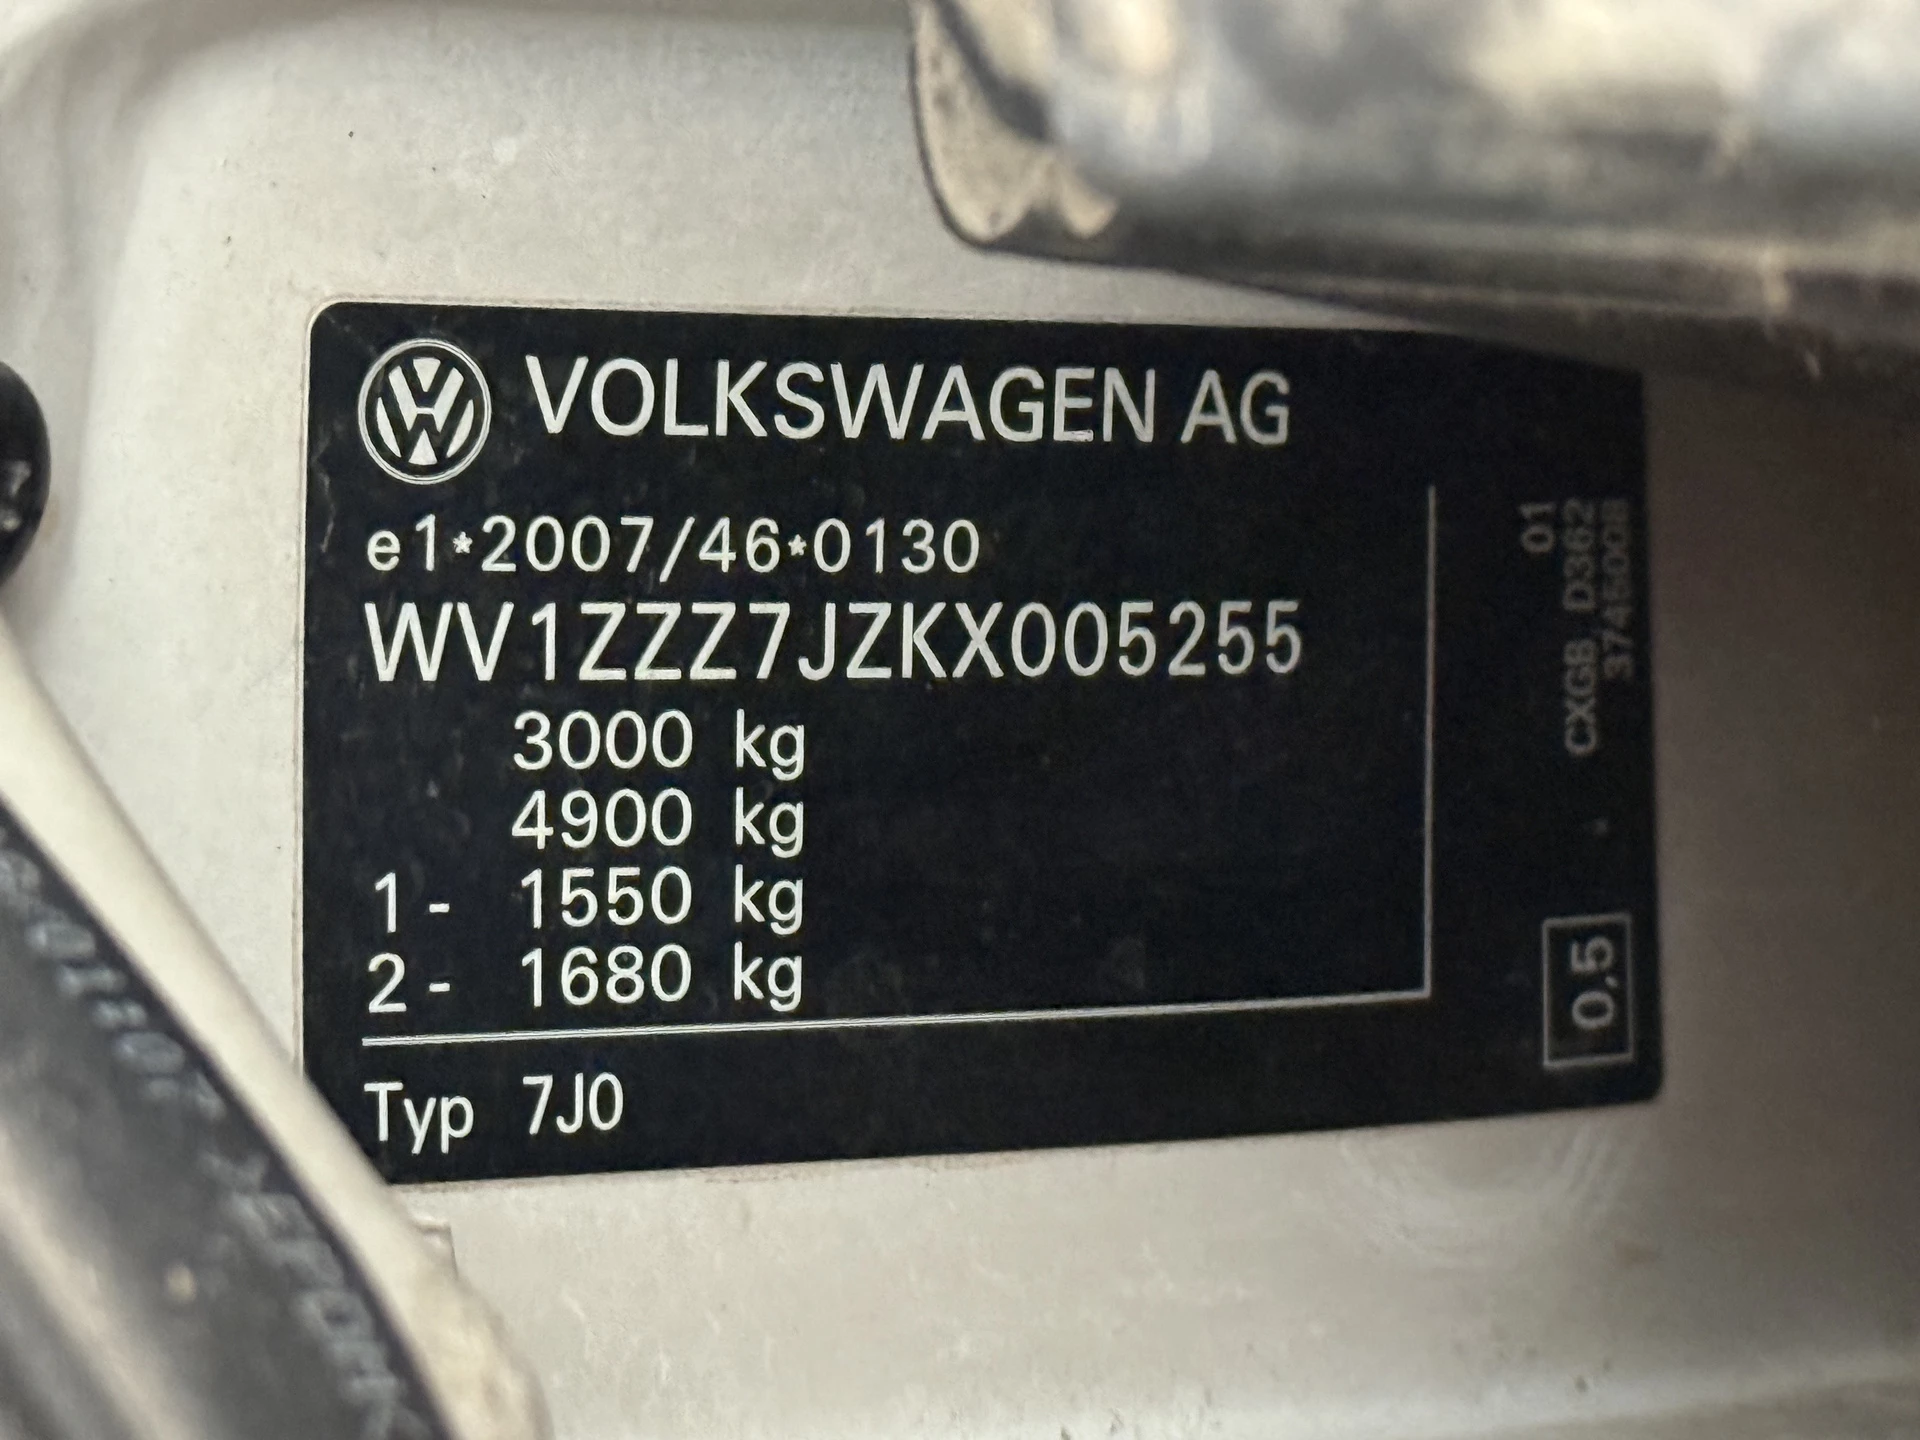 VOLKSWAGEN AG
e1*2007/46*0130
WV1ZZZ7JZKX005255
3000 kg
4900 kg
1- 1550 kg
2- 1680 kg
Typ 7J0
01
CXGB D362
3745008
0,5